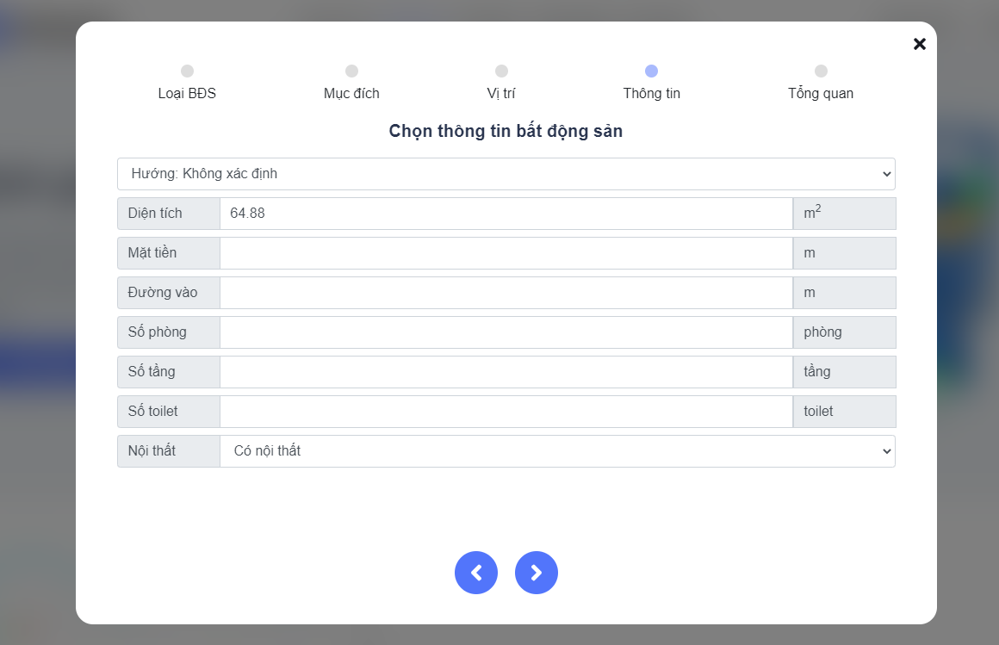 Loại BĐS Mục đích Vị trí Thông tin Tổng quan
Chọn thông tin bất động sản
Hướng: Không xác định
Diện tích 64.88 m²
Mặt tiền m
Đường vào m
Số phòng phòng
Số tầng tầng
Số toilet toilet
Nội thất Có nội thất